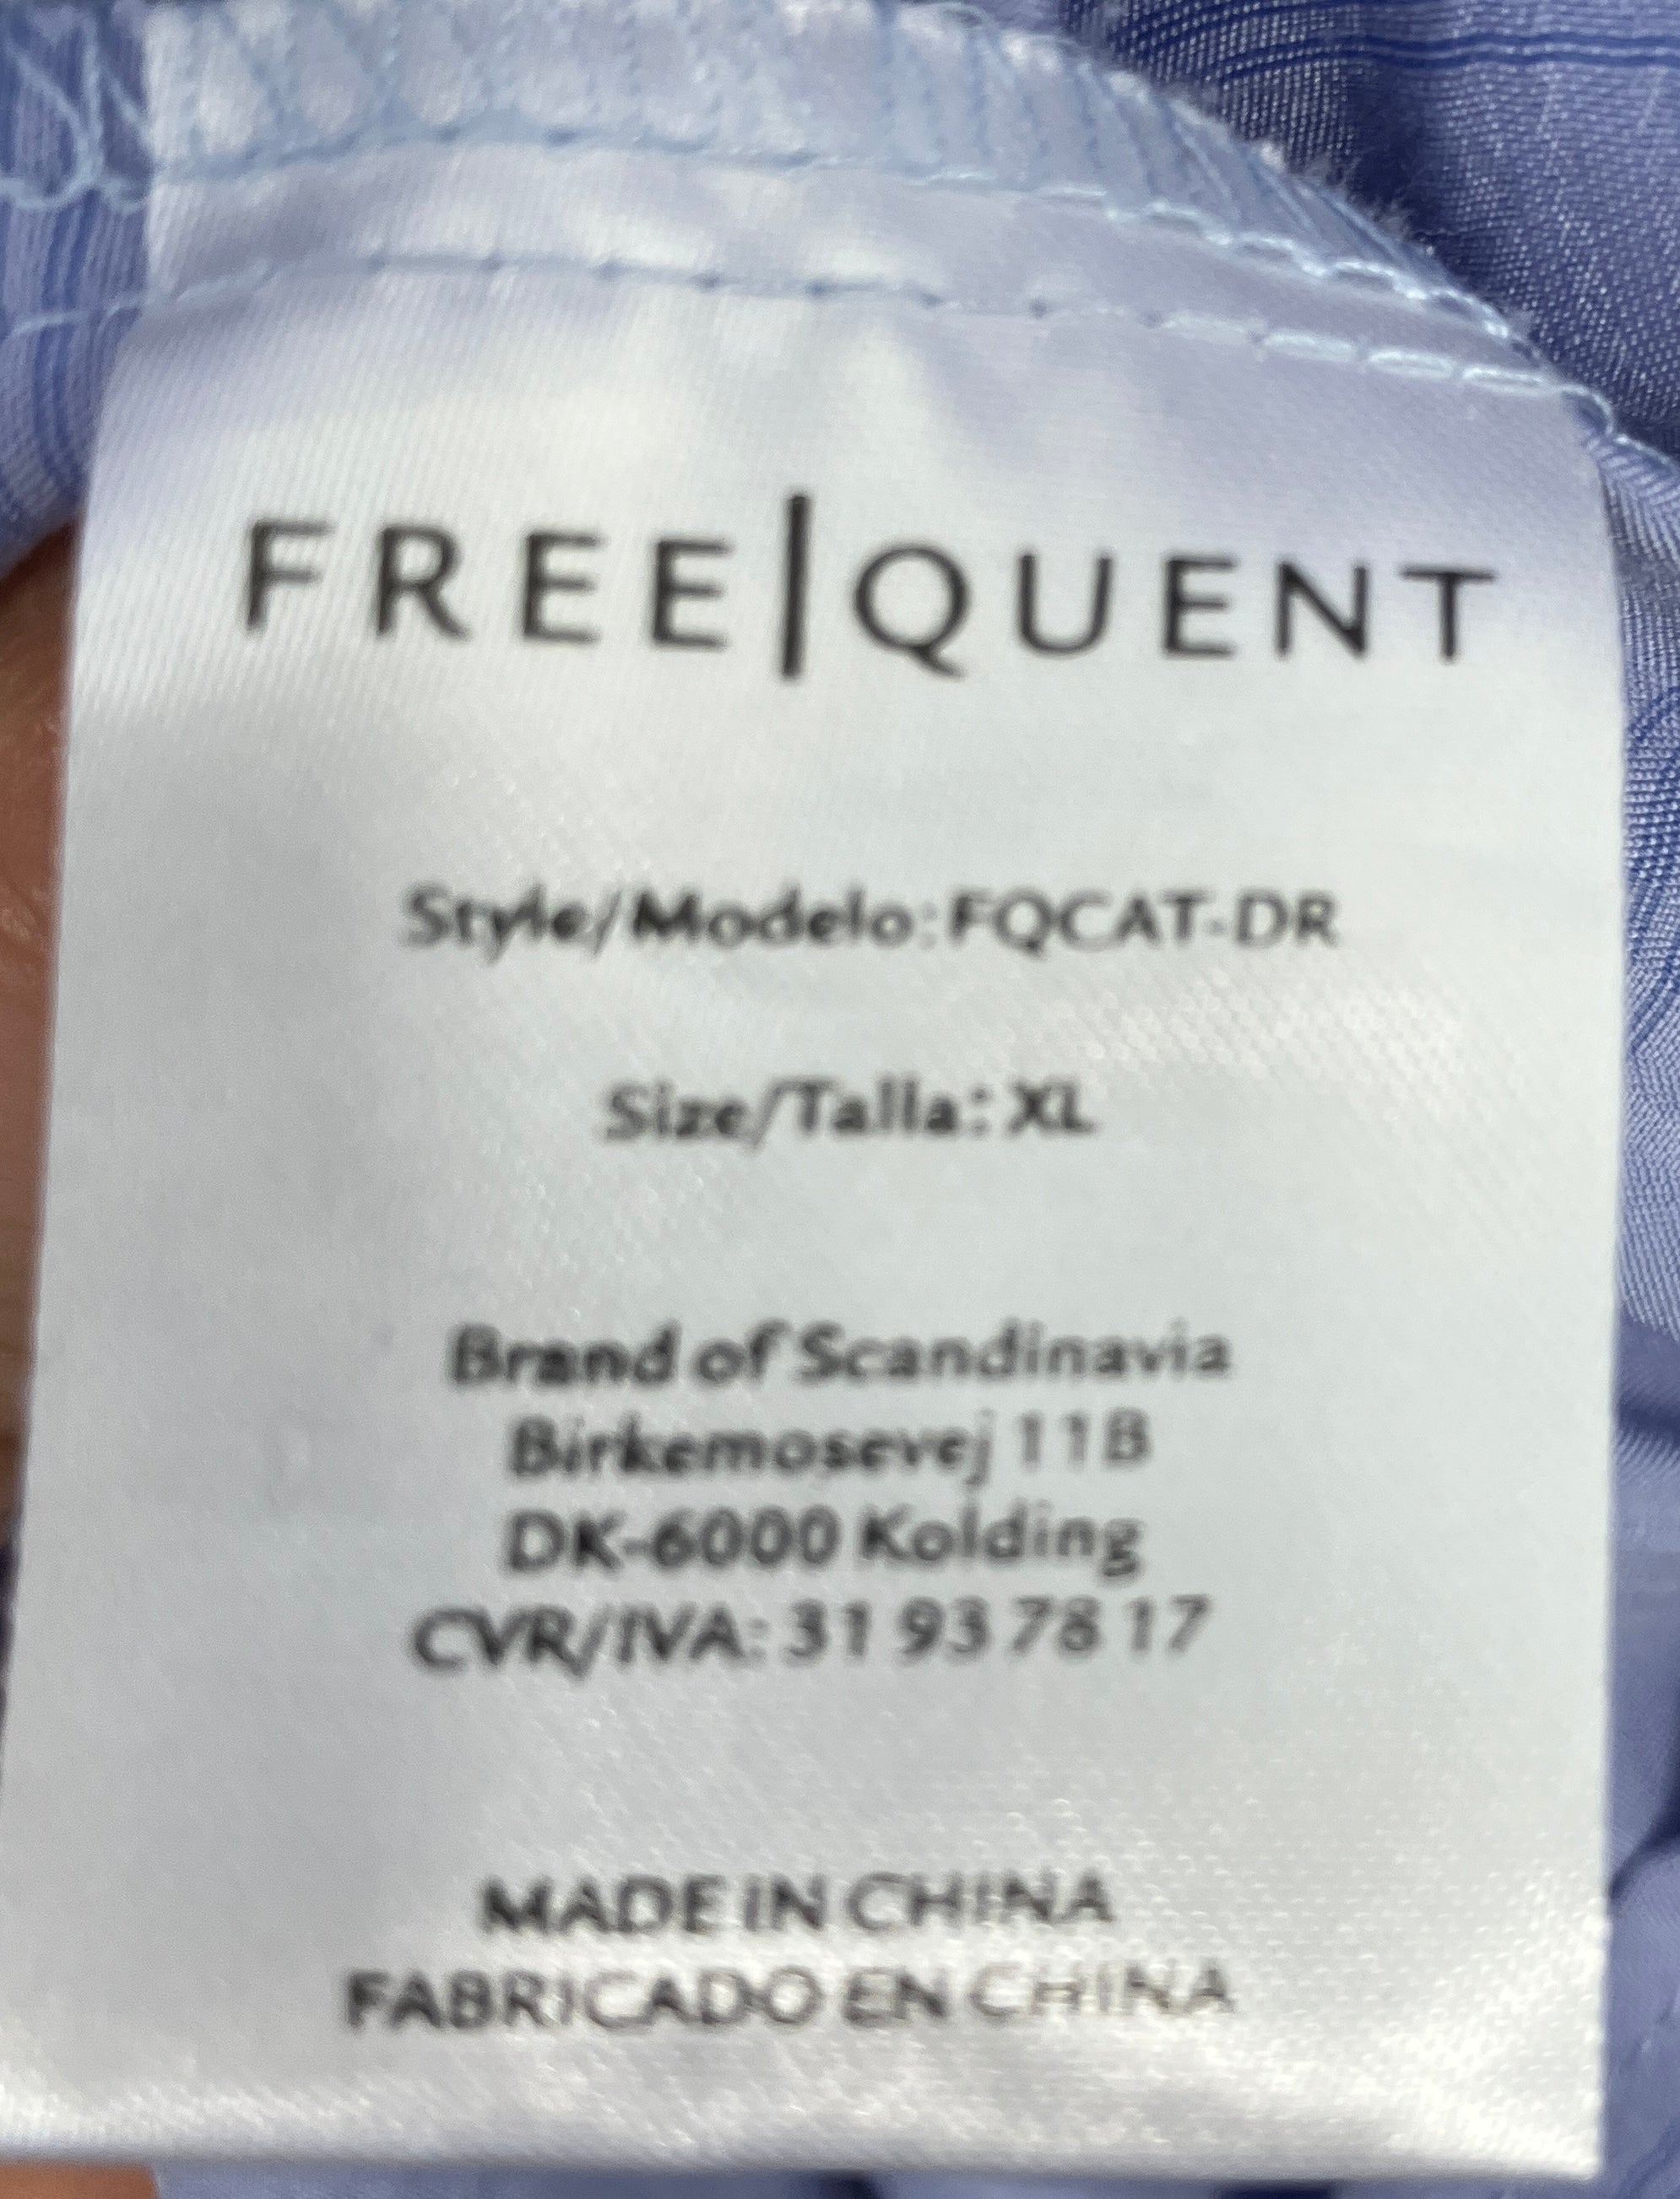 FREE|QUENT
Style/Modelo: FQCAT-DR
Size/Talla: XL
Brand of Scandinavia
Birkemosevej 11B
DK-6000 Kolding
CVR/IVA: 31 93 78 17
MADE IN CHINA
FABRICADO EN CHINA